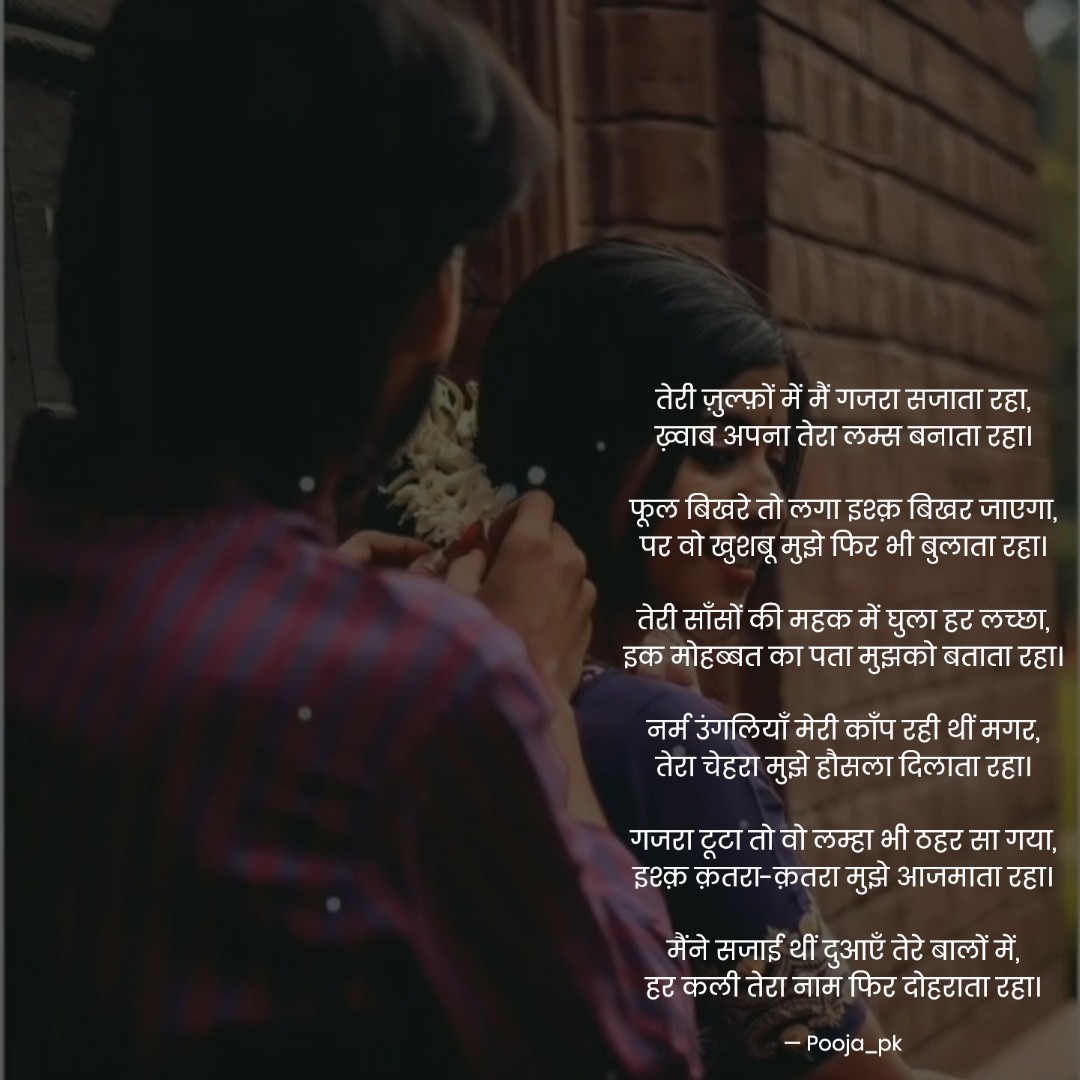 तेरी ज़ुल्फ़ों में मैं गजरा सजाता रहा,
ख़्वाब अपना तेरा लम्स बनाता रहा।
फूल बिखरे तो लगा इश्क़ बिखर जाएगा,
पर वो खुशबू मुझे फिर भी बुलाता रहा।
तेरी साँसों की महक में घुला हर लच्छा,
इक मोहब्बत का पता मुझको बताता रहा।
नर्म उंगलियाँ मेरी काँप रही थीं मगर,
तेरा चेहरा मुझे हौसला दिलाता रहा।
गजरा टूटा तो वो लम्हा भी ठहर सा गया,
इश्क़ क़तरा-क़तरा मुझे आजमाता रहा।
मैंने सजाई थीं दुआएँ तेरे बालों में,
हर कली तेरा नाम फिर दोहराता रहा।
— Pooja_pk